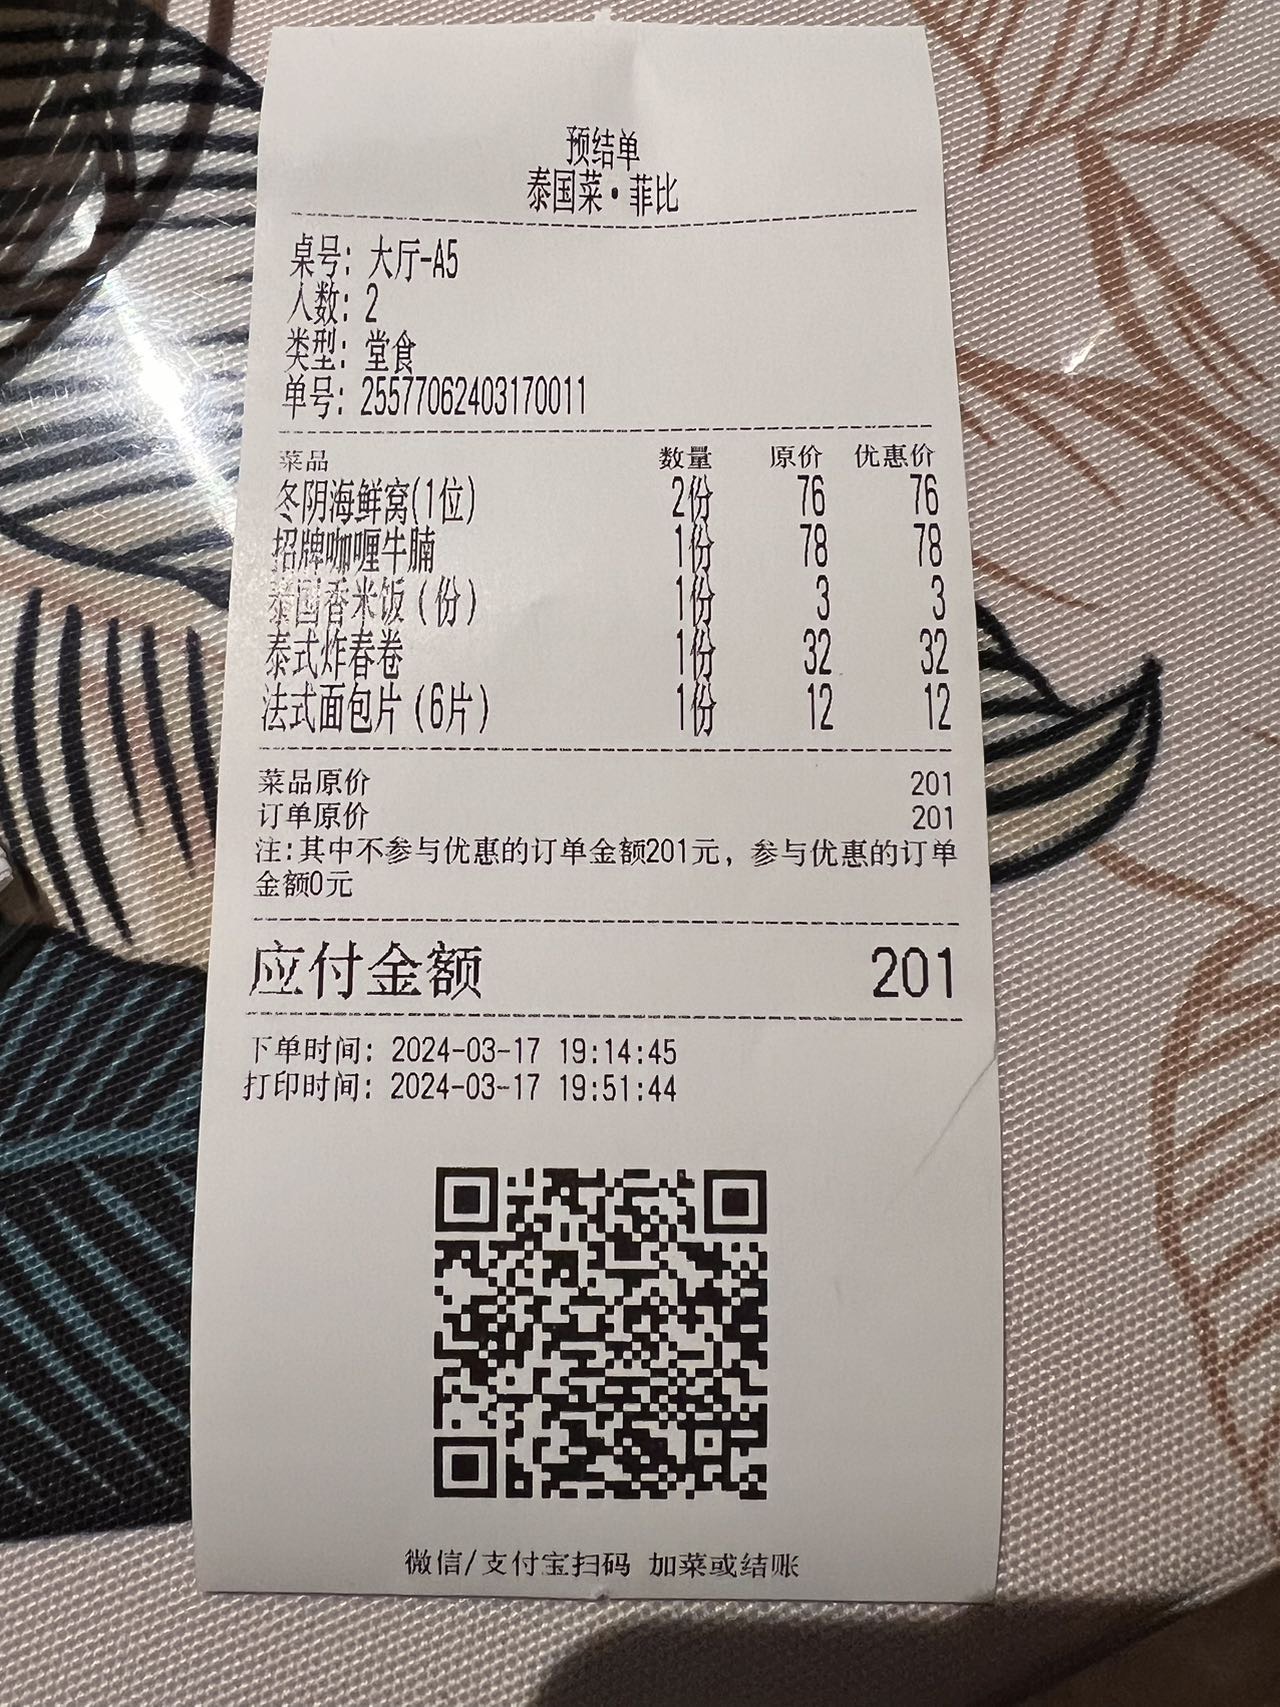 预结单
泰国菜·菲比
桌号: 大厅-A5
人数: 2
类型: 堂食
单号: 25577062403170011
菜品 数量 原价 优惠价
冬阴海鲜窝(1位) 2份 76 76
招牌咖喱牛腩 1份 78 78
泰国香米饭(份) 1份 3 3
泰式炸春卷 1份 32 32
法式面包片(6片) 1份 12 12
菜品原价 201
订单原价 201
注:其中不参与优惠的订单金额201元，参与优惠的订单
金额0元
应付金额 201
下单时间: 2024-03-17 19:14:45
打印时间: 2024-03-17 19:51:44
微信/支付宝扫码 加菜或结账